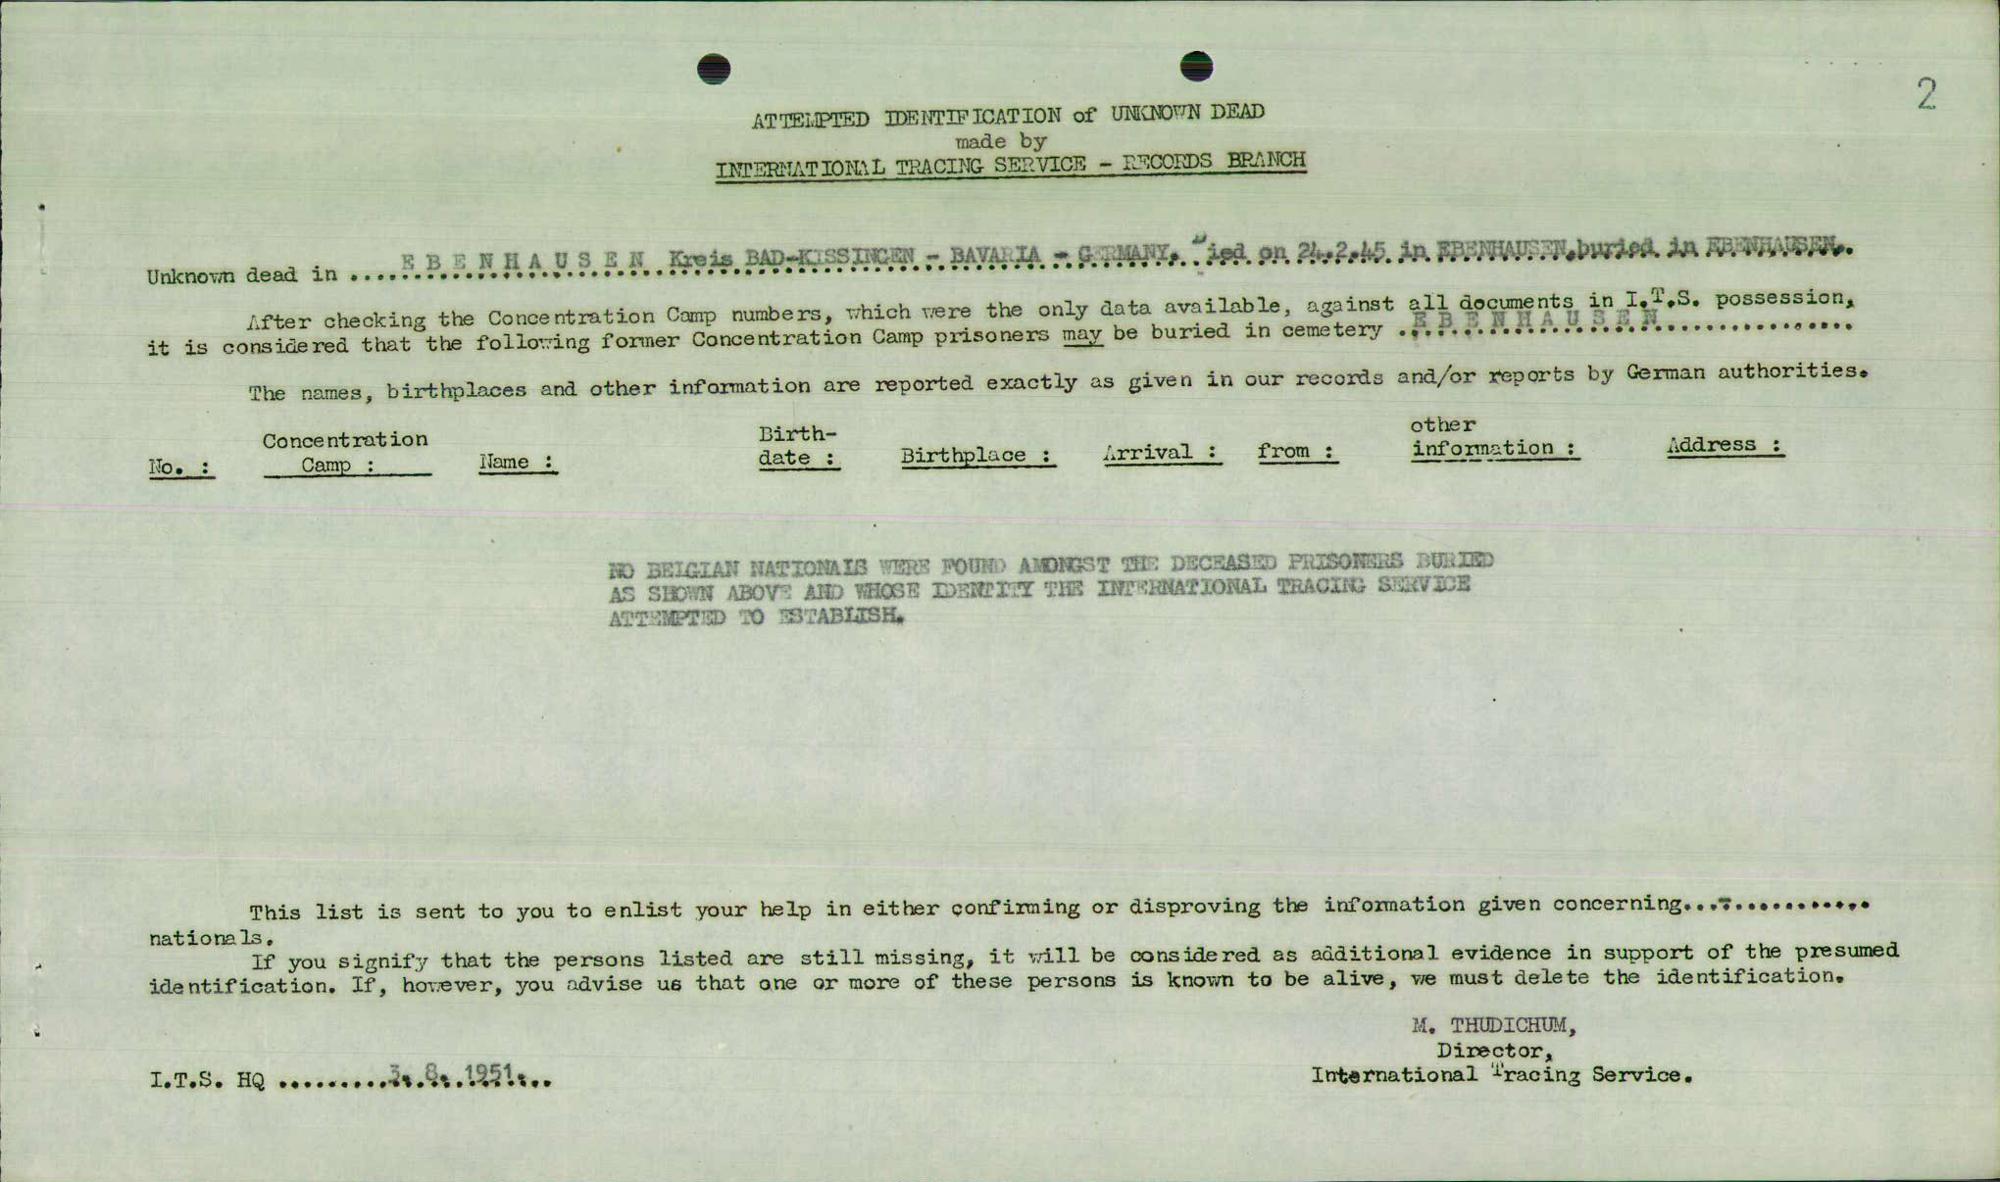 2
ATTEMPTED IDENTIFICATION of UNKNOWN DEAD
made by
INTERNATIONAL TRACING SERVICE - RECORDS BRANCH
Unknown dead in ....E B E N H A U S E N Kreis BAD-KISSINGEN - BAVARIA - GERMANY. Died on 24.2.45 in EBENHAUSEN, buried in EBENHAUSEN..
After checking the Concentration Camp numbers, which were the only data available, against all documents in I.T.S. possession,
it is considered that the following former Concentration Camp prisoners may be buried in cemetery ..E B E N H A U S E N...............
The names, birthplaces and other information are reported exactly as given in our records and/or reports by German authorities.
No. : Concentration Camp : Name : Birth-date : Birthplace : Arrival : from : other information : Address :
NO BELGIAN NATIONALS WERE FOUND AMONGST THE DECEASED PRISONERS BURIED
AS SHOWN ABOVE AND WHOSE IDENTITY THE INTERNATIONAL TRACING SERVICE
ATTEMPTED TO ESTABLISH.
This list is sent to you to enlist your help in either confirming or disproving the information given concerning...-...........
nationals.
If you signify that the persons listed are still missing, it will be considered as additional evidence in support of the presumed
identification. If, however, you advise us that one or more of these persons is known to be alive, we must delete the identification.
M. THUDICHUM,
Director,
International Tracing Service.
I.T.S. HQ .........3. 8. 1951...